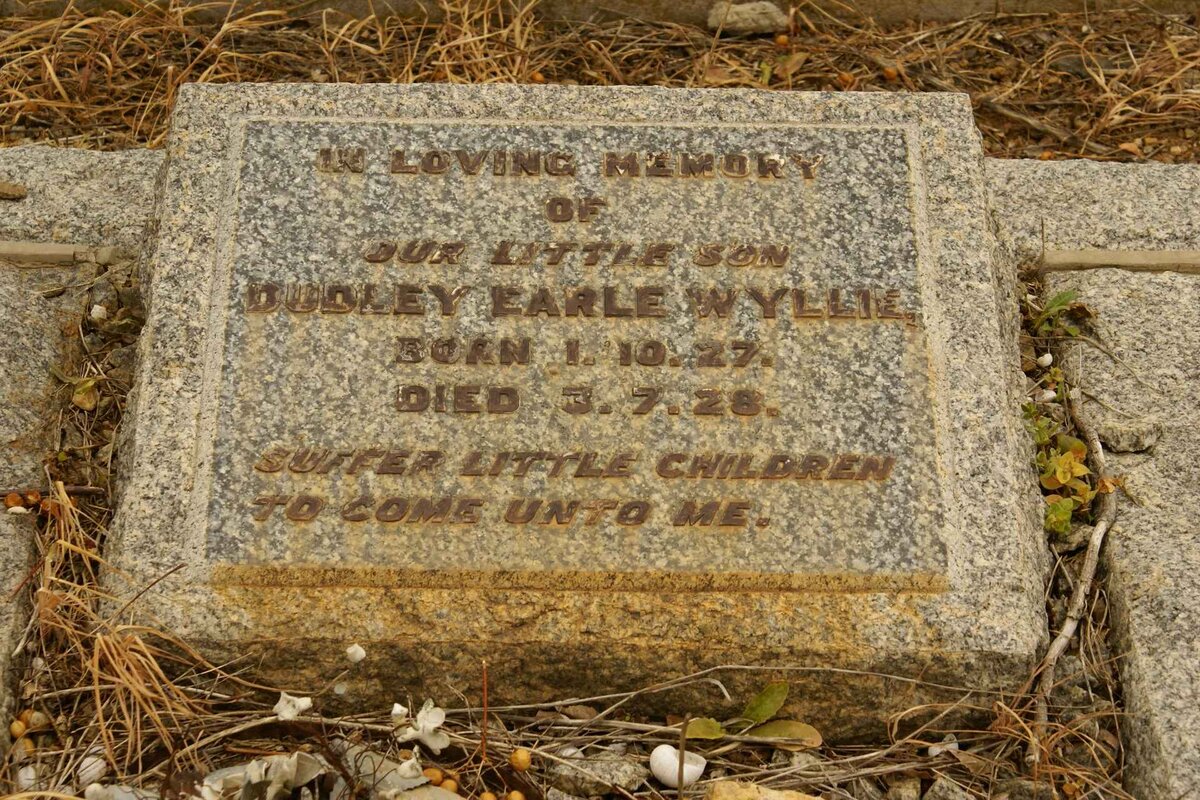 IN LOVING MEMORY
OF
OUR LITTLE SON
DUDLEY EARLE WYLLIE,
BORN 1. 10. 27.
DIED 3. 7. 28.
SUFFER LITTLE CHILDREN
TO COME UNTO ME.